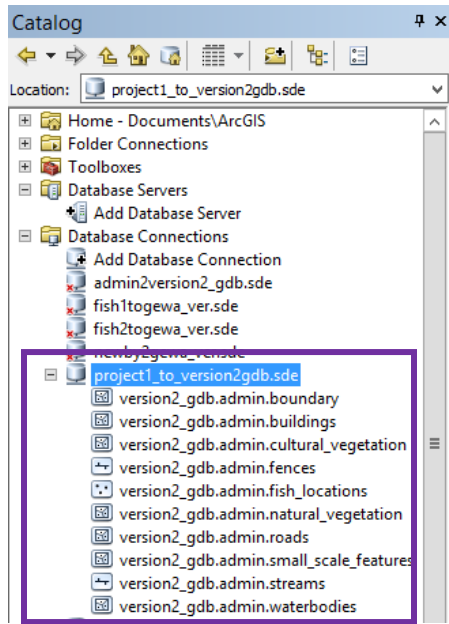 Catalog
Location: project1_to_version2gdb.sde
Home - Documents\ArcGIS
Folder Connections
Toolboxes
Database Servers
Add Database Server
Database Connections
Add Database Connection
admin2version2_gdb.sde
fish1togewa_ver.sde
fish2togewa_ver.sde
newby2gewa_ver.sde
project1_to_version2gdb.sde
version2_gdb.admin.boundary
version2_gdb.admin.buildings
version2_gdb.admin.cultural_vegetation
version2_gdb.admin.fences
version2_gdb.admin.fish_locations
version2_gdb.admin.natural_vegetation
version2_gdb.admin.roads
version2_gdb.admin.small_scale_features
version2_gdb.admin.streams
version2_gdb.admin.waterbodies